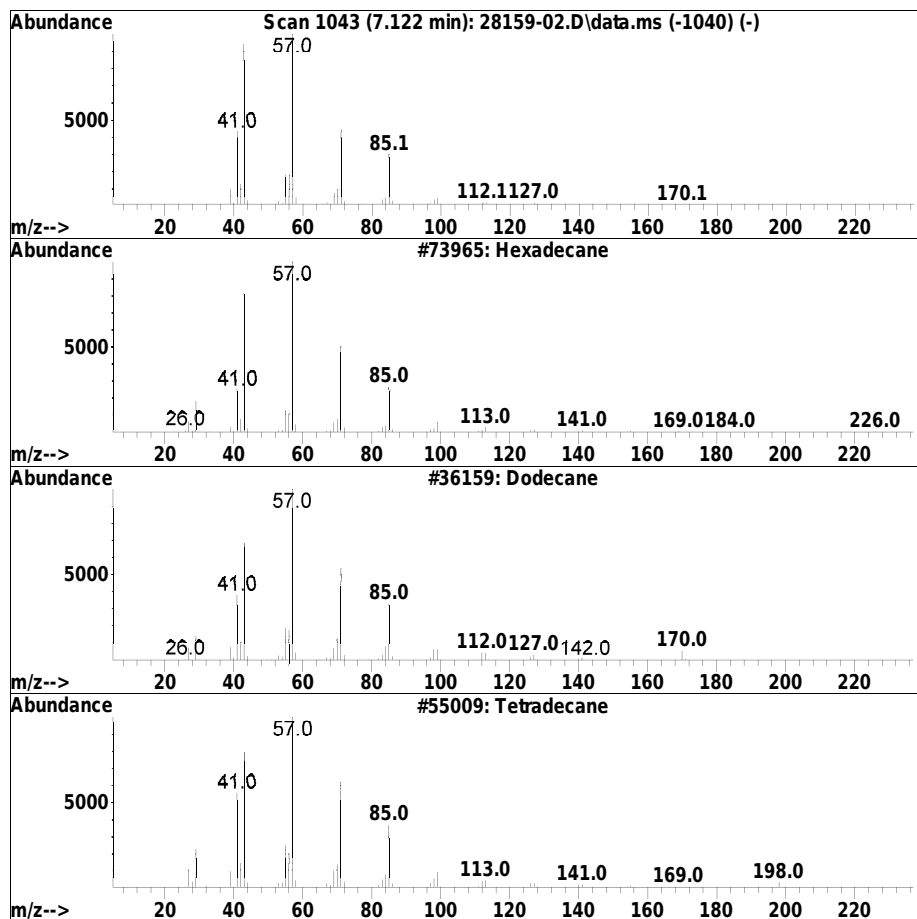 Abundance Scan 1043 (7.122 min): 28159-02.D\data.ms (-1040) (-)
57.0
5000 41.0
85.1
112.1127.0 170.1
m/z--> 20 40 60 80 100 120 140 160 180 200 220
Abundance #73965: Hexadecane
57.0
5000
41.0 85.0
26.0 113.0 141.0 169.0184.0 226.0
m/z--> 20 40 60 80 100 120 140 160 180 200 220
Abundance #36159: Dodecane
57.0
5000 41.0
85.0
26.0 112.0127.0 142.0 170.0
m/z--> 20 40 60 80 100 120 140 160 180 200 220
Abundance #55009: Tetradecane
57.0
41.0
5000 85.0
113.0 141.0 169.0 198.0
m/z--> 20 40 60 80 100 120 140 160 180 200 220